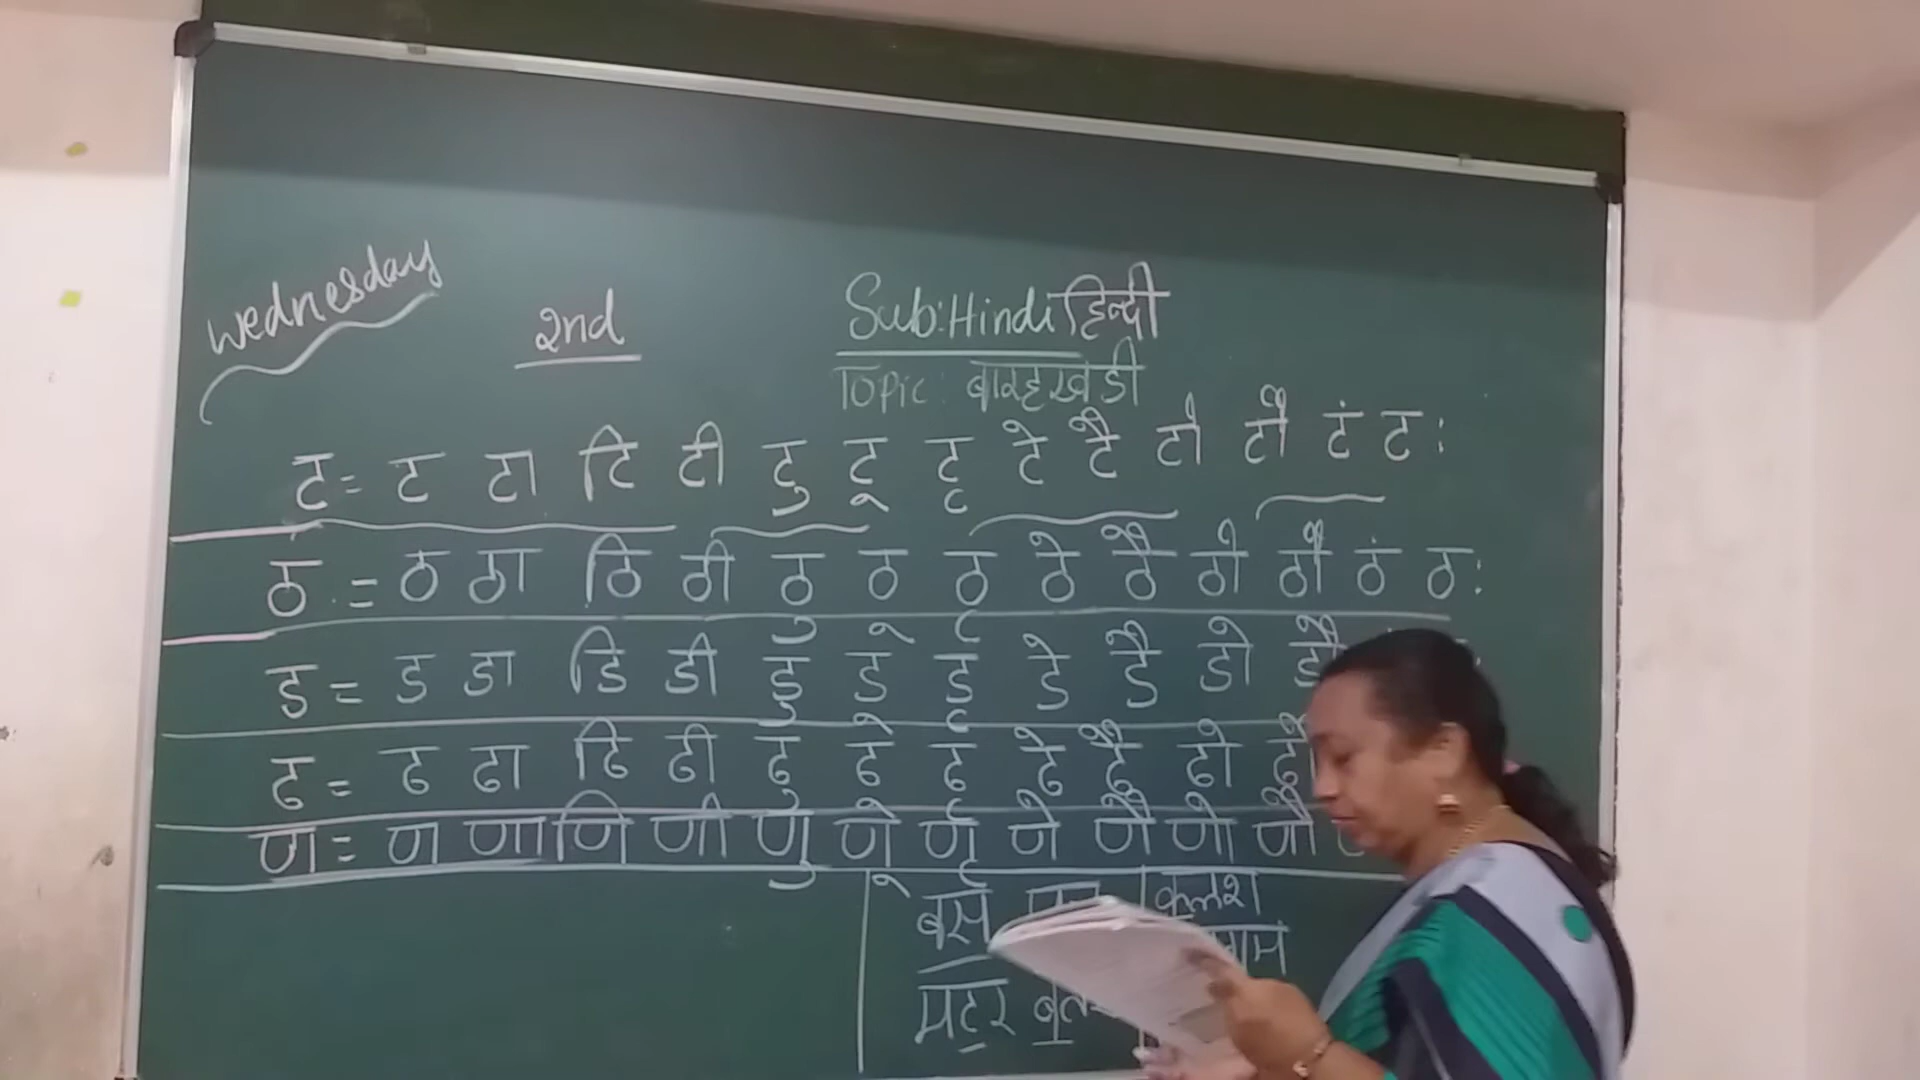 Wednesday
2nd
Sub: Hindi हिन्दी
Topic: बारहखडी
ट = ट टा टि टी टु टू टृ टे टै टो टौ टं टः
ठ = ठ ठा ठि ठी ठु ठू ठृ ठे ठै ठो ठौ ठं ठः
ड = ड डा डि डी डु डू डृ डे डै डो डौ
ढ = ढ ढा ढि ढी ढु ढू ढृ ढे ढै ढो ढौ
ण = ण णा णि णी णु णू णृ णे णै णो णौ
बस कलश
मटर